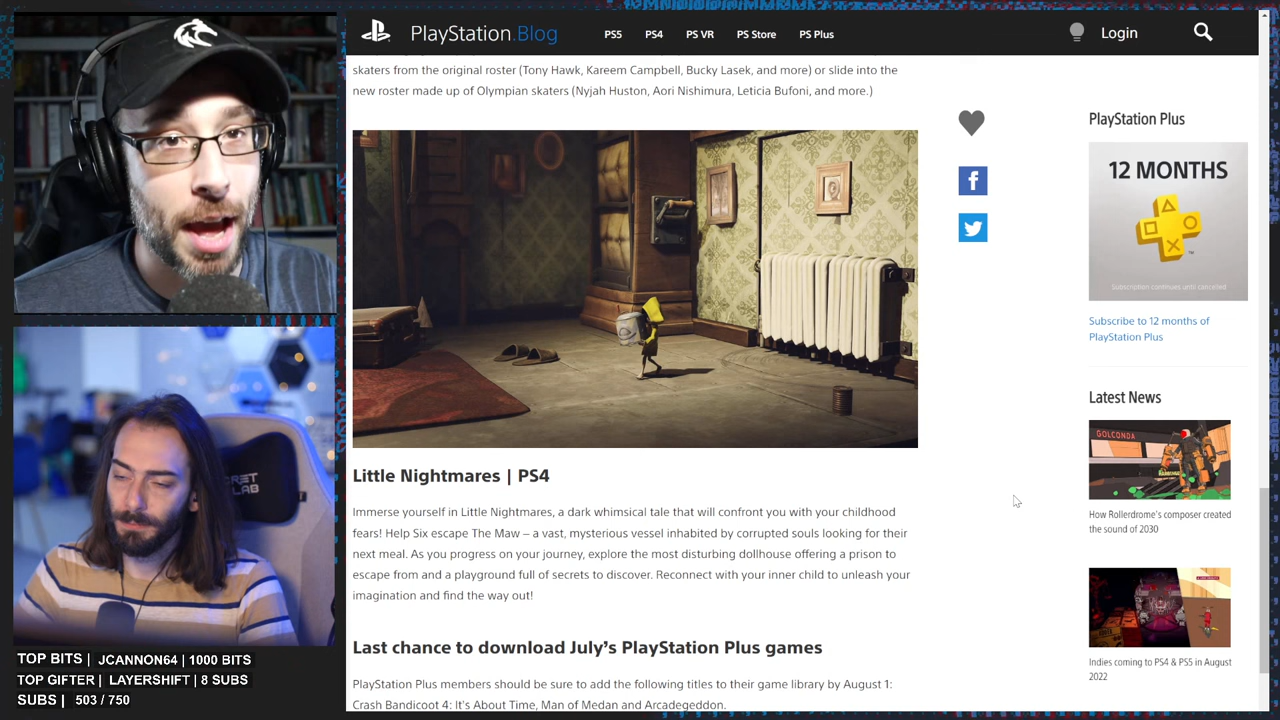 PlayStation.Blog
PS5 PS4 PS VR PS Store PS Plus
Login
skaters from the original roster (Tony Hawk, Kareem Campbell, Bucky Lasek, and more) or slide into the
new roster made up of Olympian skaters (Nyjah Huston, Aori Nishimura, Leticia Bufoni, and more.)
Little Nightmares | PS4
Immerse yourself in Little Nightmares, a dark whimsical tale that will confront you with your childhood
fears! Help Six escape The Maw – a vast, mysterious vessel inhabited by corrupted souls looking for their
next meal. As you progress on your journey, explore the most disturbing dollhouse offering a prison to
escape from and a playground full of secrets to discover. Reconnect with your inner child to unleash your
imagination and find the way out!
Last chance to download July’s PlayStation Plus games
PlayStation Plus members should be sure to add the following titles to their game library by August 1:
Crash Bandicoot 4: It's About Time, Man of Medan and Arcadegeddon.
PlayStation Plus
12 MONTHS
Subscription continues until cancelled
Subscribe to 12 months of
PlayStation Plus
Latest News
GOLCONDA
How Rollerdrome’s composer created
the sound of 2030
Indies coming to PS4 & PS5 in August
2022
TOP BITS | JCANNON64 | 1000 BITS
TOP GIFTER | LAYERSHIFT | 8 SUBS
SUBS | 503 / 750